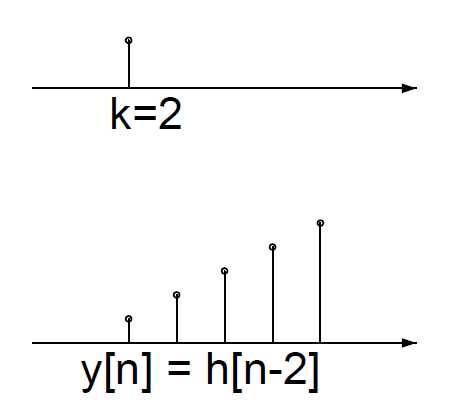 k=2
y[n] = h[n-2]